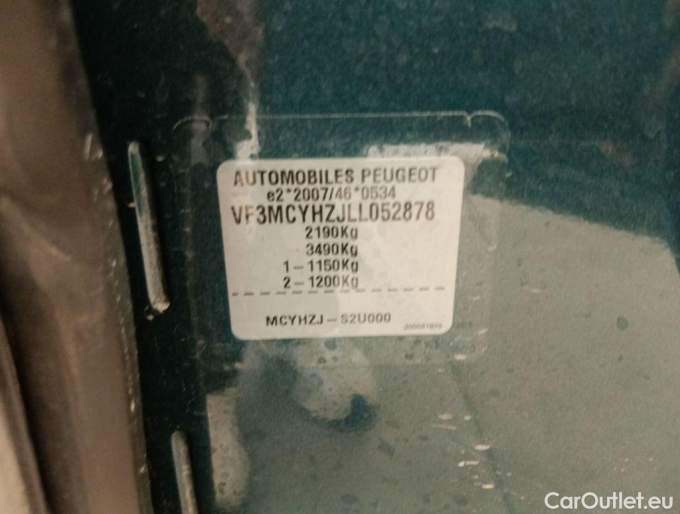 AUTOMOBILES PEUGEOT
e2*2007/46*0534
VF3MCYHZJLL052878
2190Kg
3490Kg
1-1150Kg
2-1200Kg
MCYHZJ-S2U000
CarOutlet.eu